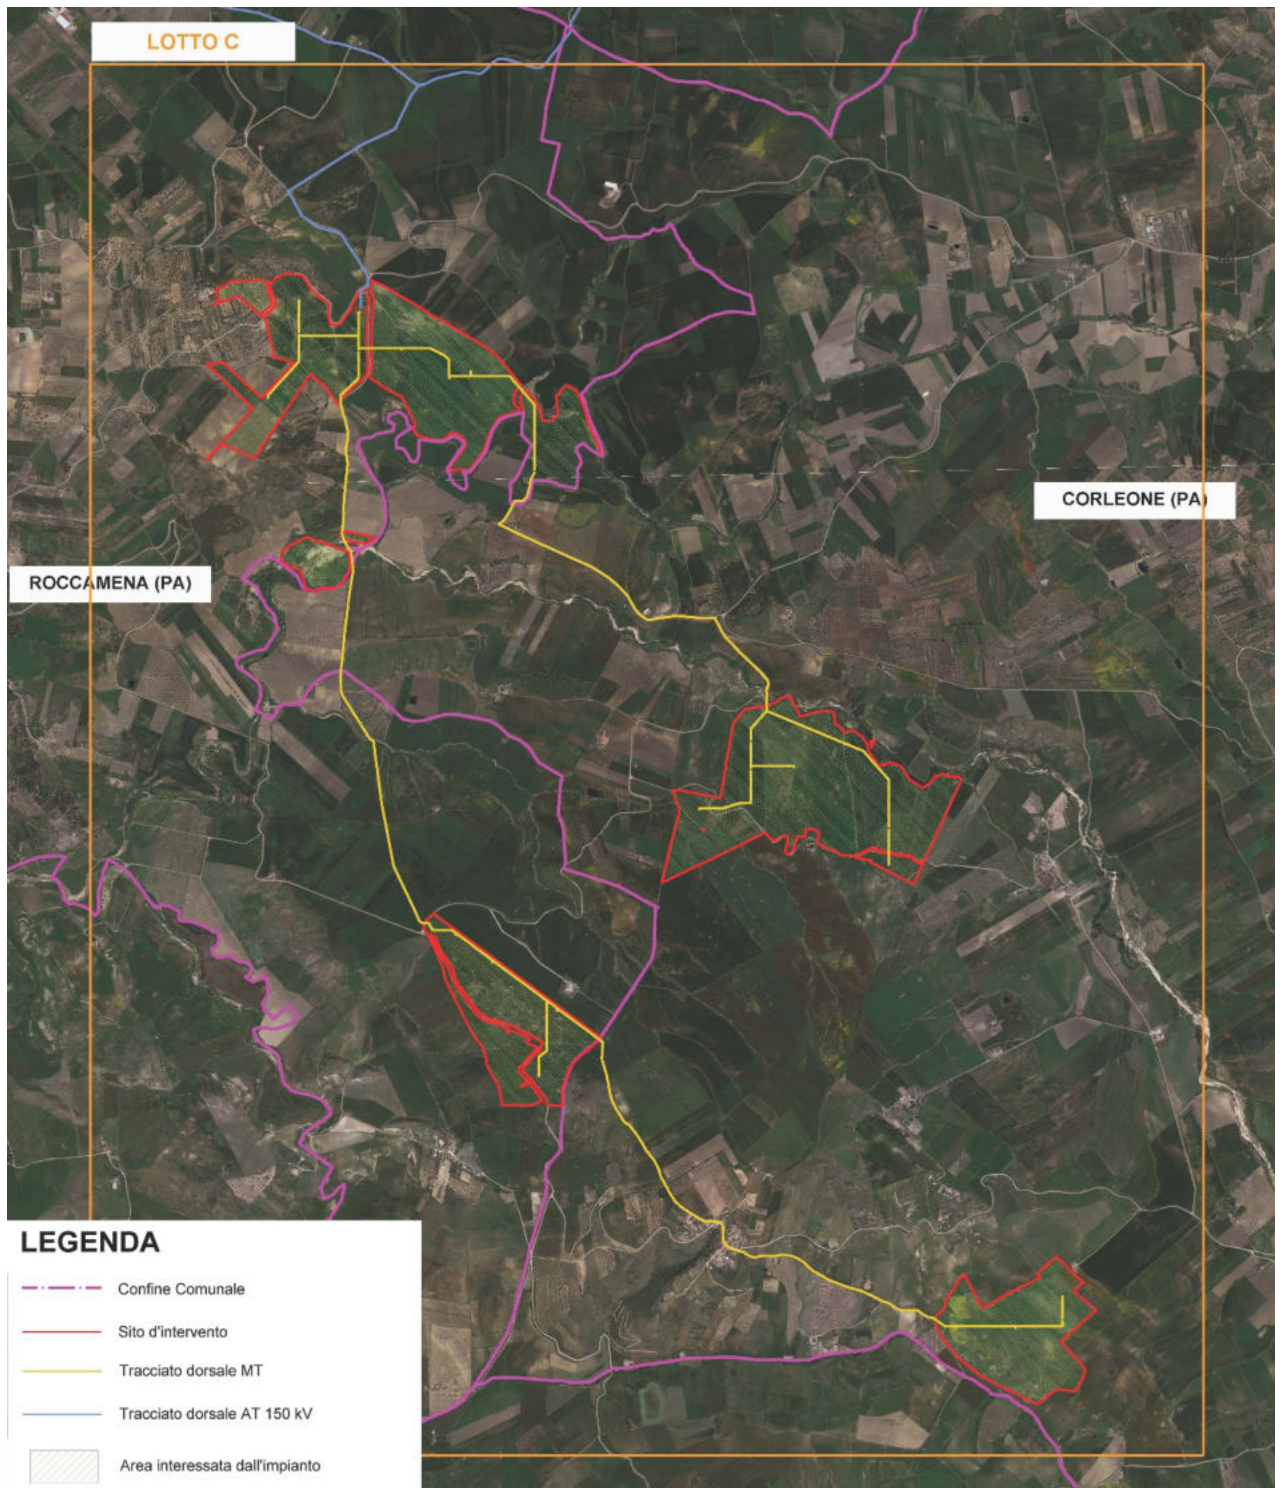 LOTTO C
CORLEONE (PA)
ROCCAMENA (PA)
LEGENDA
Confine Comunale
Sito d'intervento
Tracciato dorsale MT
Tracciato dorsale AT 150 kV
Area interessata dall'impianto